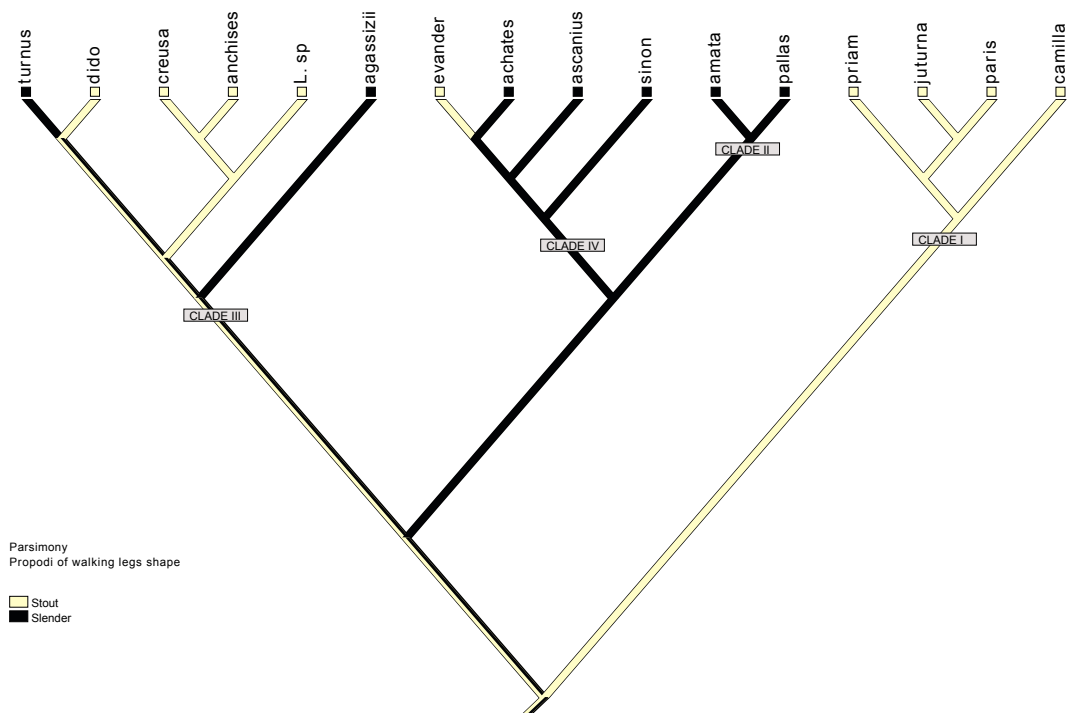 turnus
dido
creusa
anchises
L. sp
agassizii
evander
achates
ascanius
sinon
amata
pallas
priam
juturna
paris
camilla
CLADE II
CLADE I
CLADE IV
CLADE III
Parsimony
Propodi of walking legs shape
Stout
Slender